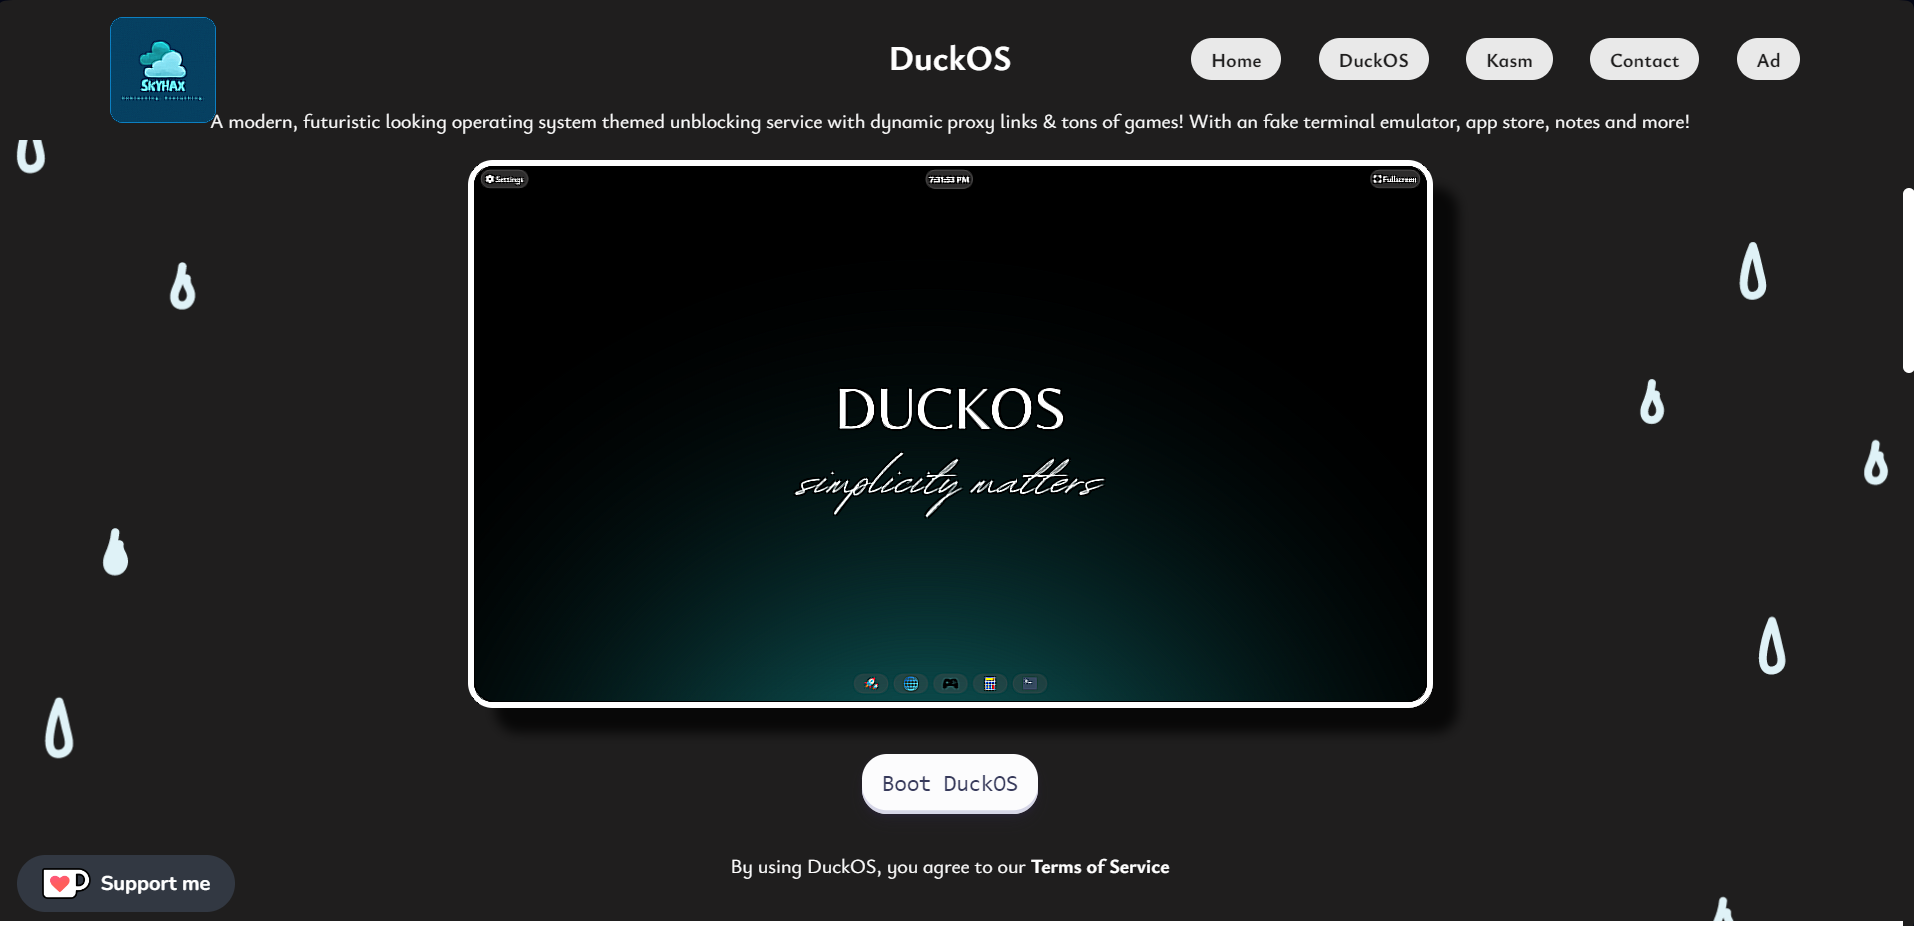 SKYHAX
Unblocking. Everything.
DuckOS
Home
DuckOS
Kasm
Contact
Ad
A modern, futuristic looking operating system themed unblocking service with dynamic proxy links & tons of games! With an fake terminal emulator, app store, notes and more!
Settings
7:31:53 PM
Fullscreen
DUCKOS
simplicity matters
Boot DuckOS
By using DuckOS, you agree to our Terms of Service
Support me